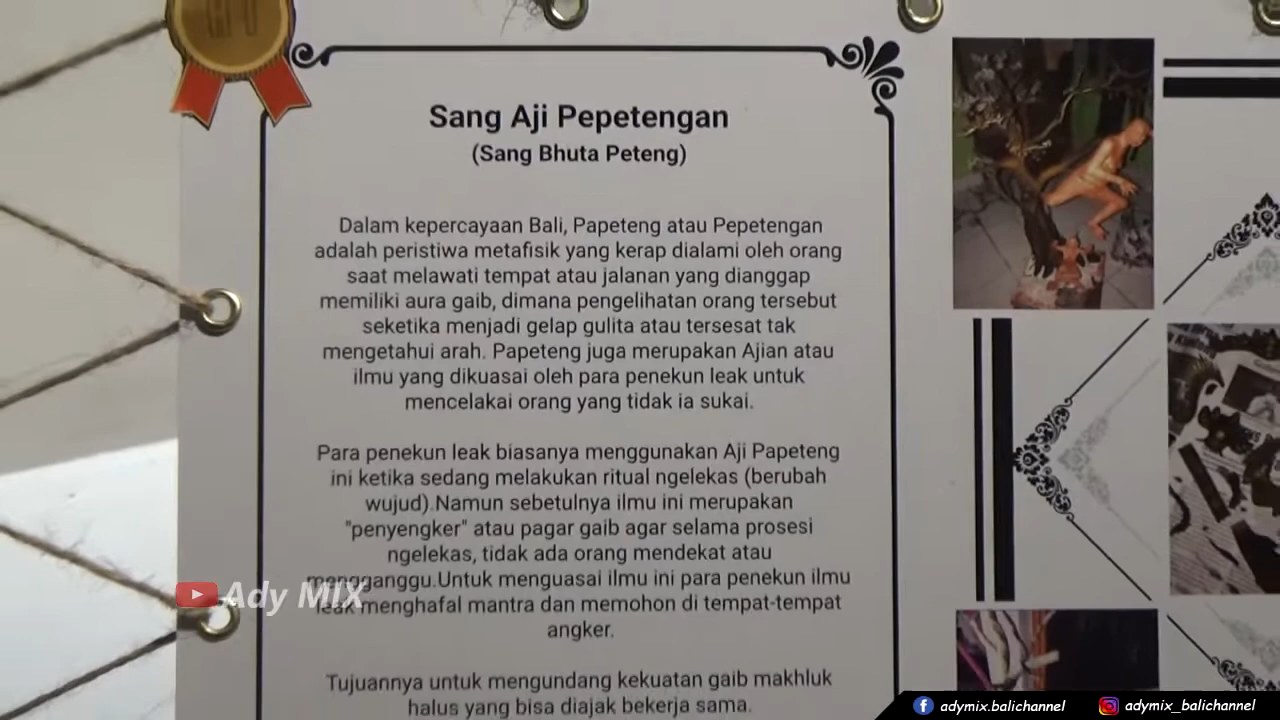 Sang Aji Pepetengan
(Sang Bhuta Peteng)
Dalam kepercayaan Bali, Papeteng atau Pepetengan
adalah peristiwa metafisik yang kerap dialami oleh orang
saat melawati tempat atau jalanan yang dianggap
memiliki aura gaib, dimana pengelihatan orang tersebut
seketika menjadi gelap gulita atau tersesat tak
mengetahui arah. Papeteng juga merupakan Ajian atau
ilmu yang dikuasai oleh para penekun leak untuk
mencelakai orang yang tidak ia sukai.
Para penekun leak biasanya menggunakan Aji Papeteng
ini ketika sedang melakukan ritual ngelekas (berubah
wujud).Namun sebetulnya ilmu ini merupakan
"penyengker" atau pagar gaib agar selama prosesi
ngelekas, tidak ada orang mendekat atau
mengganggu.Untuk menguasai ilmu ini para penekun ilmu
leak menghafal mantra dan memohon di tempat-tempat
angker.
Tujuannya untuk mengundang kekuatan gaib makhluk
halus yang bisa diajak bekerja sama.
Ady MIX
adymix.balichannel
adymix_balichannel